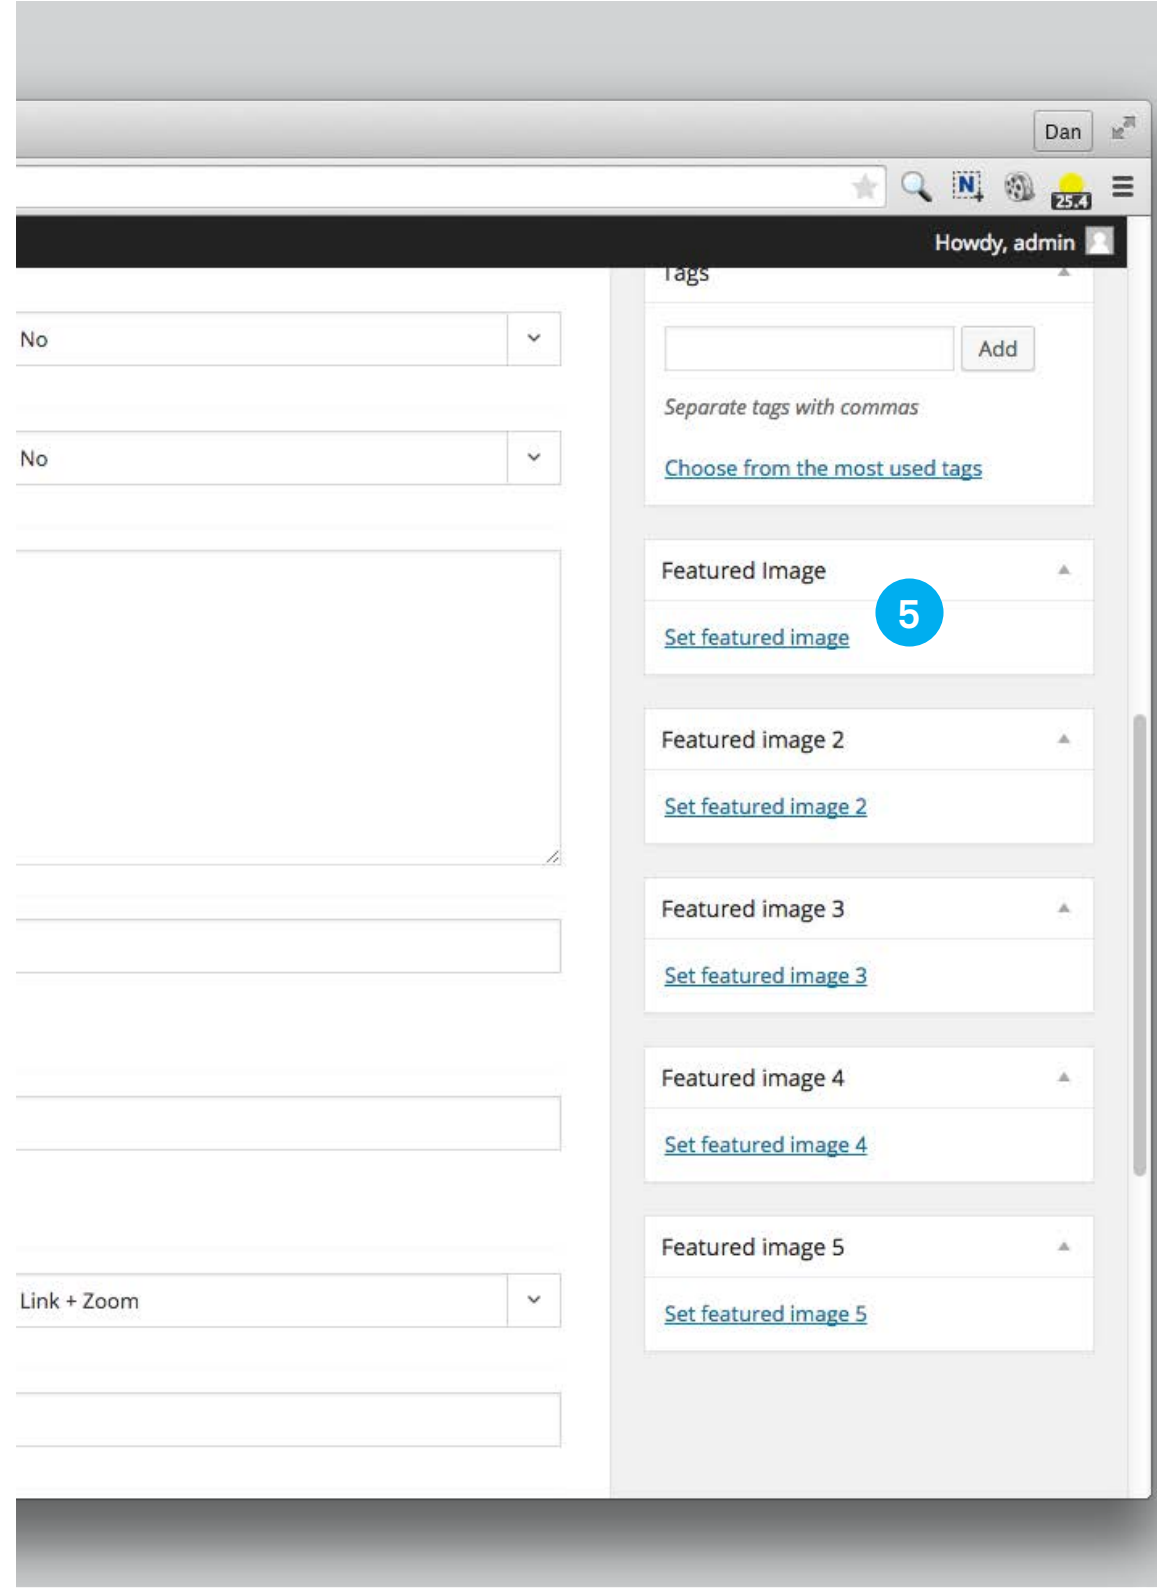 Dan
N
25.4
Howdy, admin
Tags
No
Add
Separate tags with commas
No
Choose from the most used tags
Featured Image
5
Set featured image
Featured image 2
Set featured image 2
Featured image 3
Set featured image 3
Featured image 4
Set featured image 4
Featured image 5
Link + Zoom
Set featured image 5